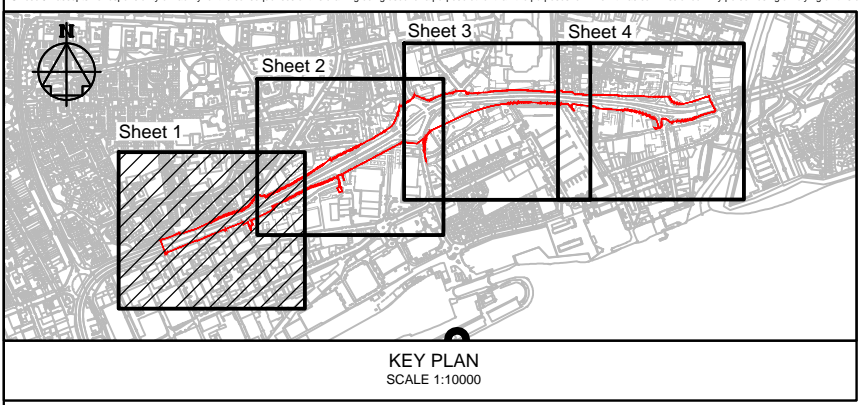 N
Sheet 1
Sheet 2
Sheet 3
Sheet 4
KEY PLAN
SCALE 1:10000